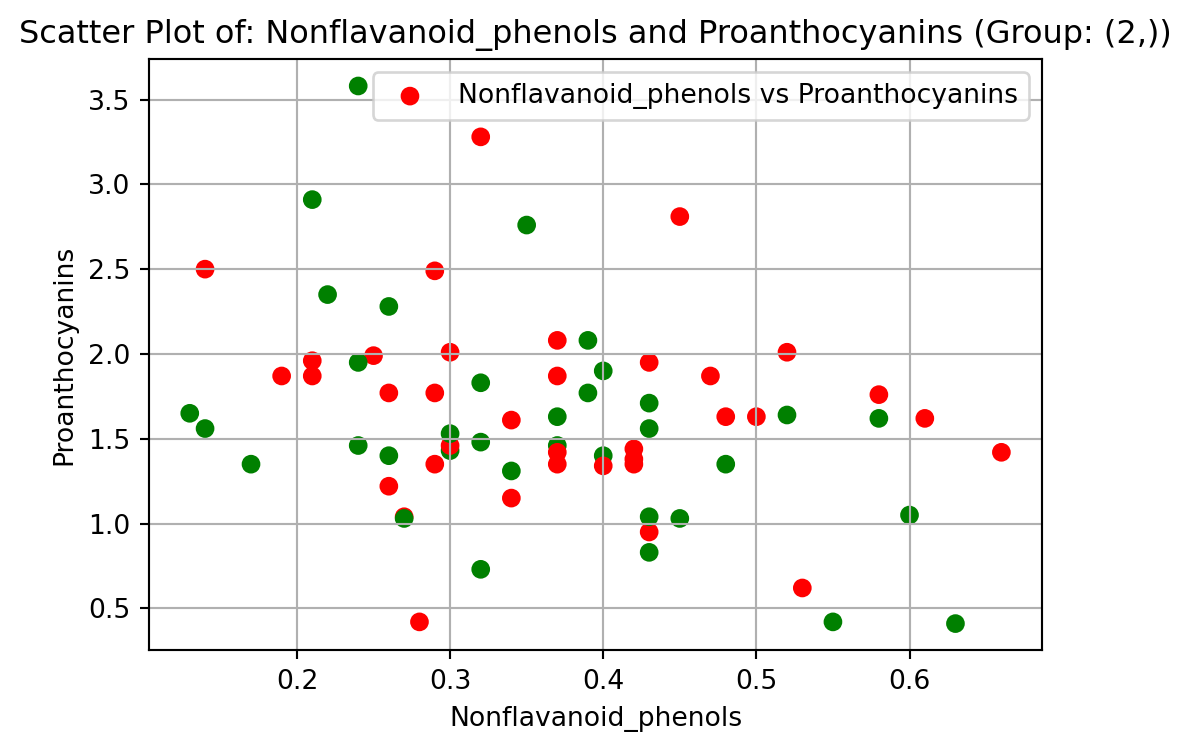 Scatter Plot of: Nonflavanoid_phenols and Proanthocyanins (Group: (2,))
Nonflavanoid_phenols vs Proanthocyanins
3.5
3.0
2.5
2.0
1.5
1.0
0.5
Proanthocyanins
0.2 0.3 0.4 0.5 0.6
Nonflavanoid_phenols